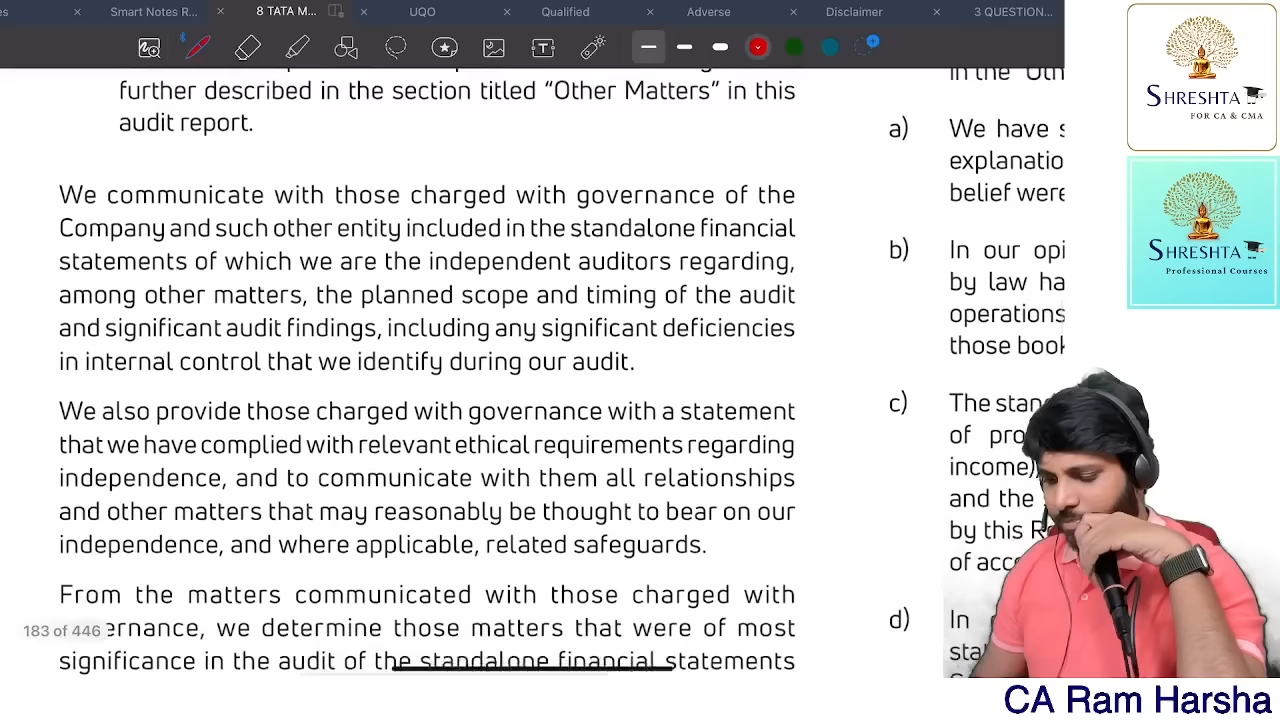 es
Smart Notes R...
8 TATA M...
UQO
Qualified
Adverse
Disclaimer
3 QUESTION...
further described in the section titled “Other Matters” in this
audit report.
We communicate with those charged with governance of the
Company and such other entity included in the standalone financial
statements of which we are the independent auditors regarding,
among other matters, the planned scope and timing of the audit
and significant audit findings, including any significant deficiencies
in internal control that we identify during our audit.
We also provide those charged with governance with a statement
that we have complied with relevant ethical requirements regarding
independence, and to communicate with them all relationships
and other matters that may reasonably be thought to bear on our
independence, and where applicable, related safeguards.
From the matters communicated with those charged with
ernance, we determine those matters that were of most
significance in the audit of the standalone financial statements
183 of 446
in the
a) We have s
explanatio
belief were
b) In our opi
by law ha
operations
those book
c) The stan
of pro
income)
and the
by this R
of acc
d) In
sta
SHRESHTA
FOR CA & CMA
SHRESHTA
Professional Courses
CA Ram Harsha